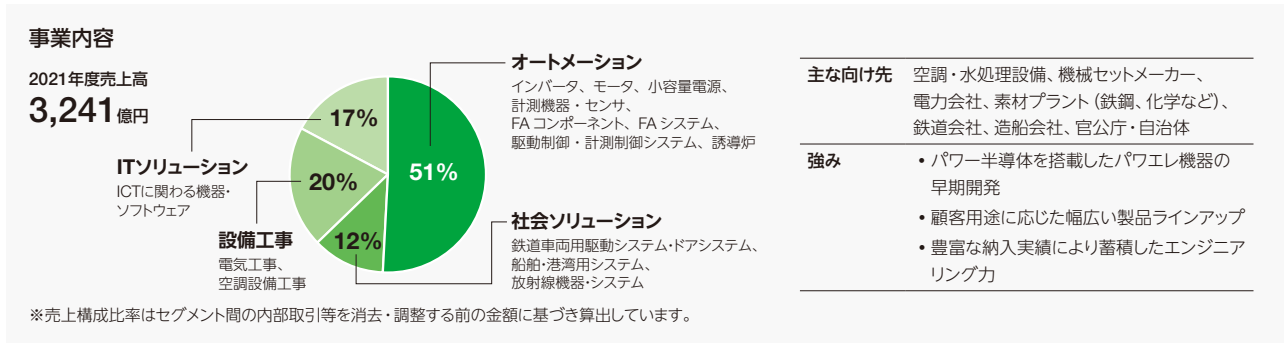 事業内容
2021年度売上高
3,241億円
オートメーション
インバータ、モータ、小容量電源、
計測機器・センサ、
FAコンポーネント、FAシステム、
駆動制御・計測制御システム、誘導炉
51%
社会ソリューション
鉄道車両用駆動システム・ドアシステム、
船舶・港湾用システム、
放射線機器・システム
12%
設備工事
電気工事、
空調設備工事
20%
ITソリューション
ICTに関わる機器・
ソフトウェア
17%
主な向け先 空調・水処理設備、機械セットメーカー、
電力会社、素材プラント(鉄鋼、化学など)、
鉄道会社、造船会社、官公庁・自治体
強み •パワー半導体を搭載したパワエレ機器の
早期開発
•顧客用途に応じた幅広い製品ラインアップ
•豊富な納入実績により蓄積したエンジニア
リング力
※売上構成比率はセグメント間の内部取引等を消去・調整する前の金額に基づき算出しています。